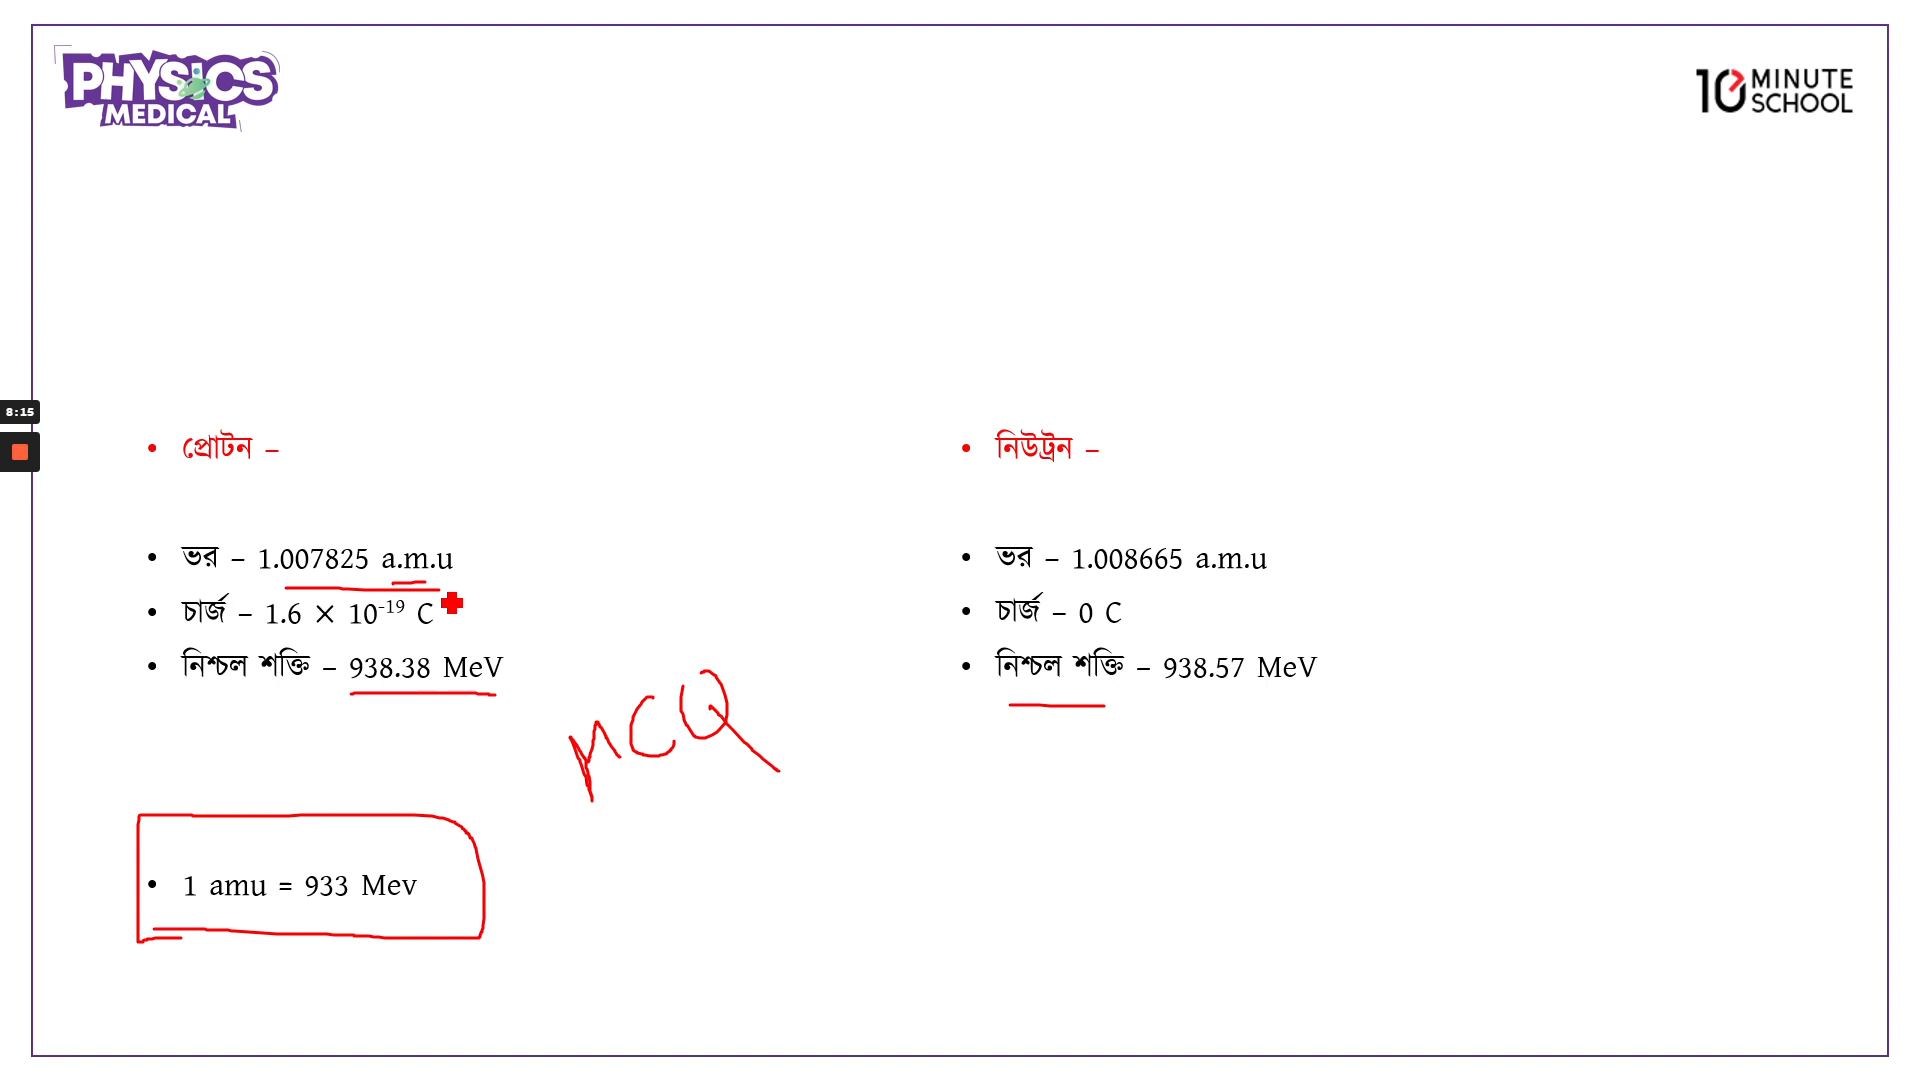 PHYSICS
MEDICAL
10 MINUTE
SCHOOL
8:15
• প্রোটন –
• ভর – 1.007825 a.m.u
• চার্জ – 1.6 × 10⁻¹⁹ C
• নিশ্চল শক্তি – 938.38 MeV
• নিউট্রন –
• ভর – 1.008665 a.m.u
• চার্জ – 0 C
• নিশ্চল শক্তি – 938.57 MeV
MCQ
• 1 amu = 933 Mev